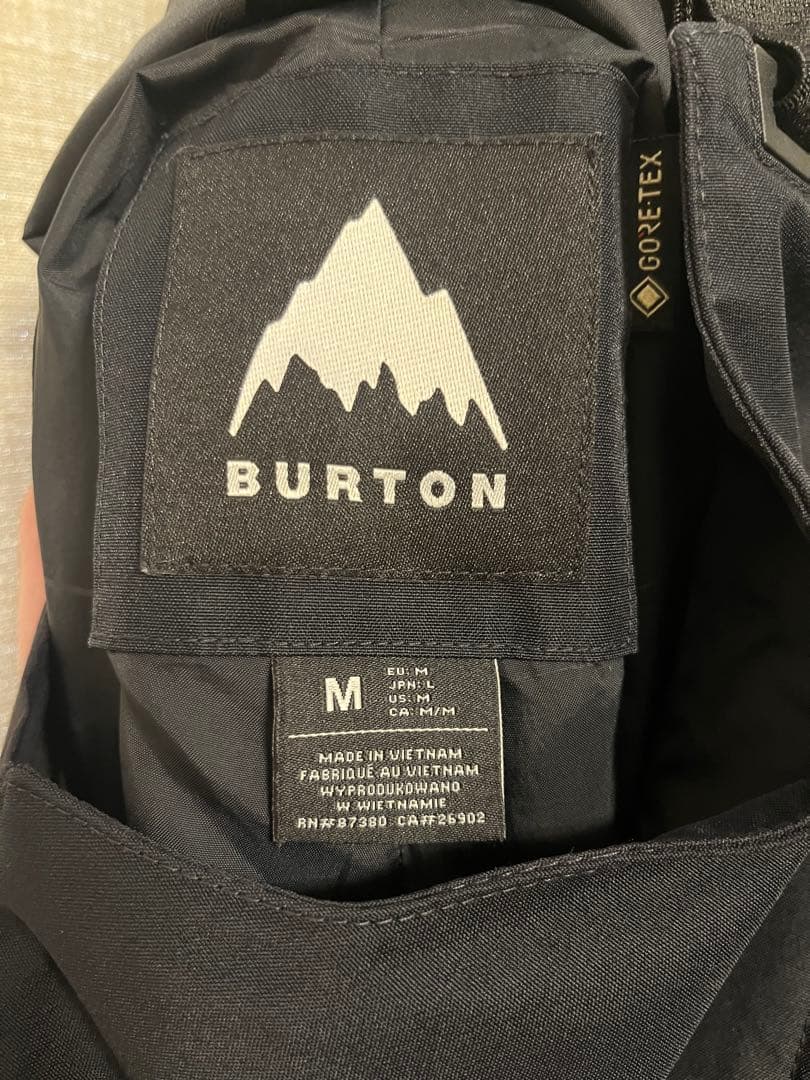 BURTON
GORE-TEX
M
EU: M
JPN: L
US: M
CA: M/M
MADE IN VIETNAM
FABRIQUÉ AU VIETNAM
WYPRODUKOWANO
W WIETNAMIE
RN#87380 CA#26902